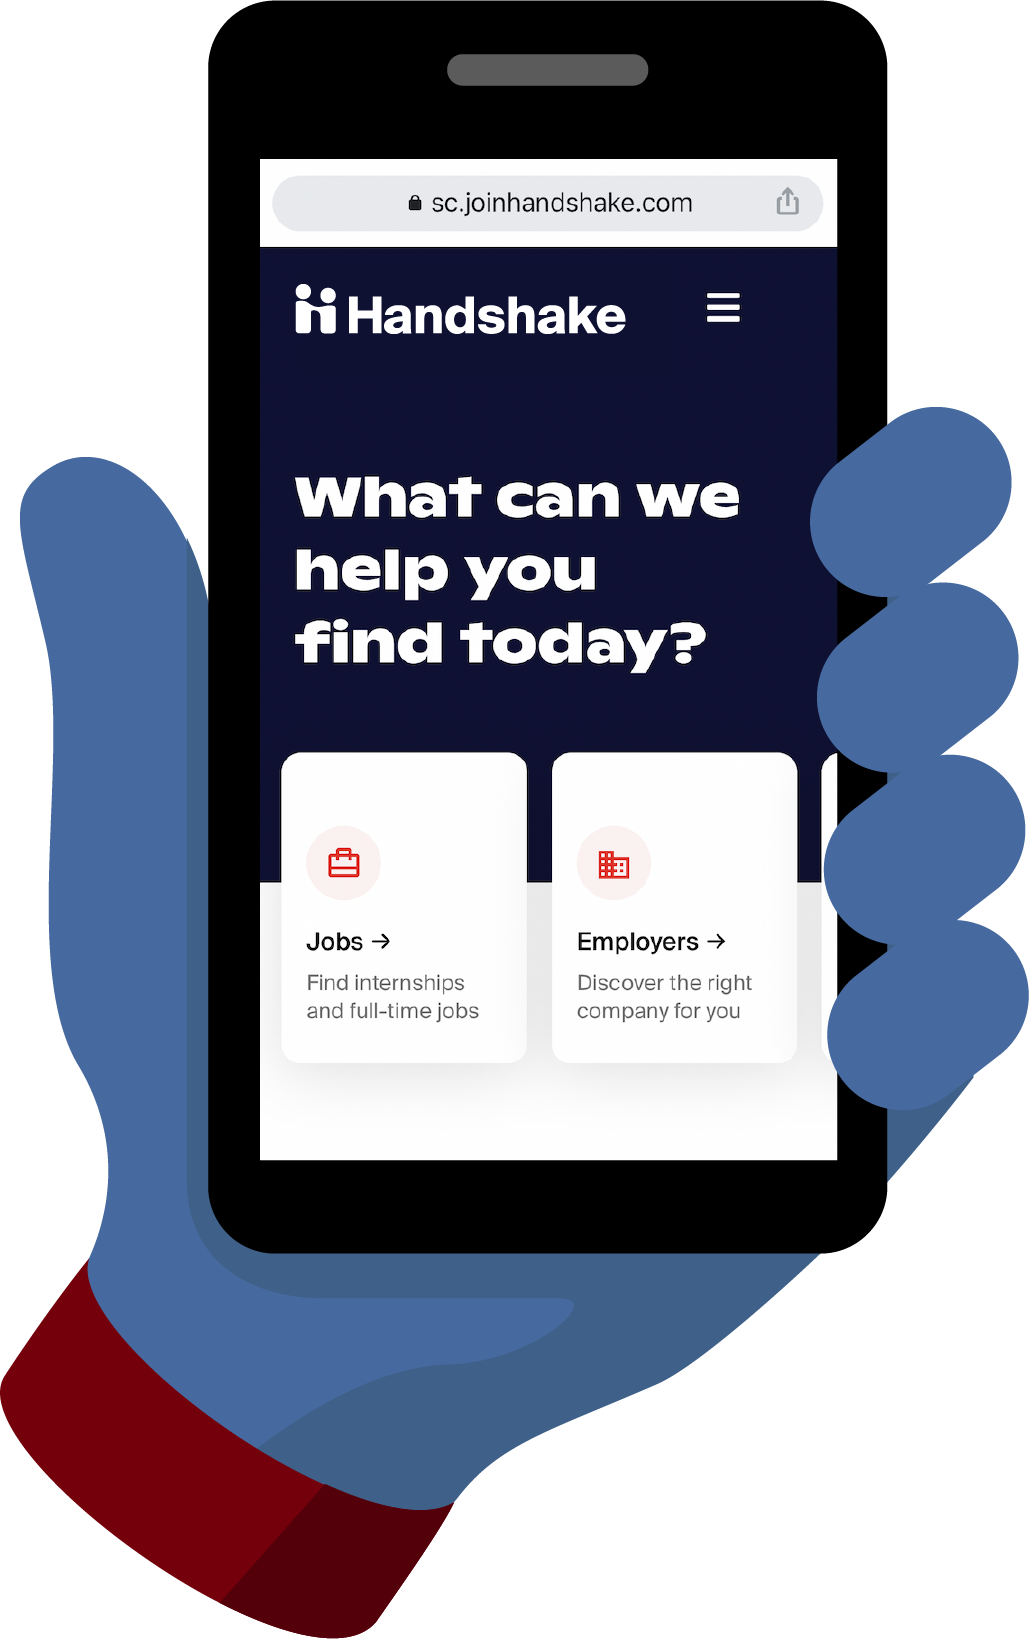 sc.joinhandshake.com
Handshake
What can we
help you
find today?
Jobs →
Find internships
and full-time jobs
Employers →
Discover the right
company for you